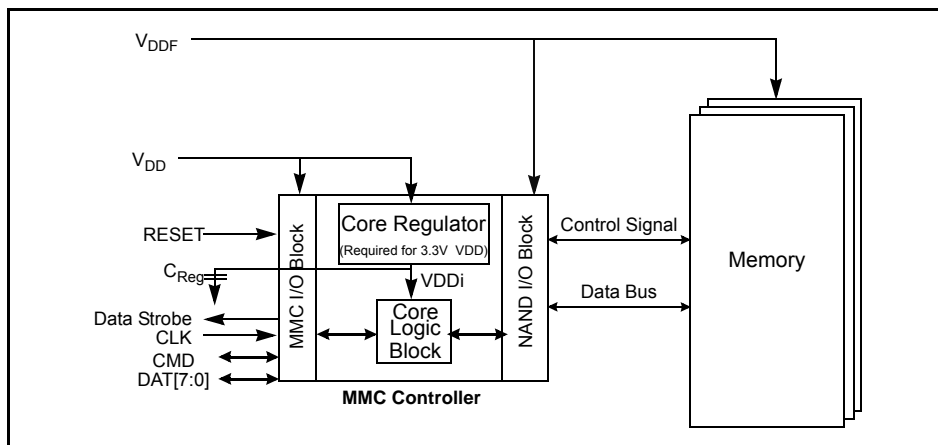 VDDF
VDD
Core Regulator
(Required for 3.3V VDD)
MMC I/O Block
NAND I/O Block
Control Signal
Memory
RESET
CReg
VDDi
Data Bus
Data Strobe
CLK
CMD
DAT[7:0]
Core
Logic
Block
MMC Controller